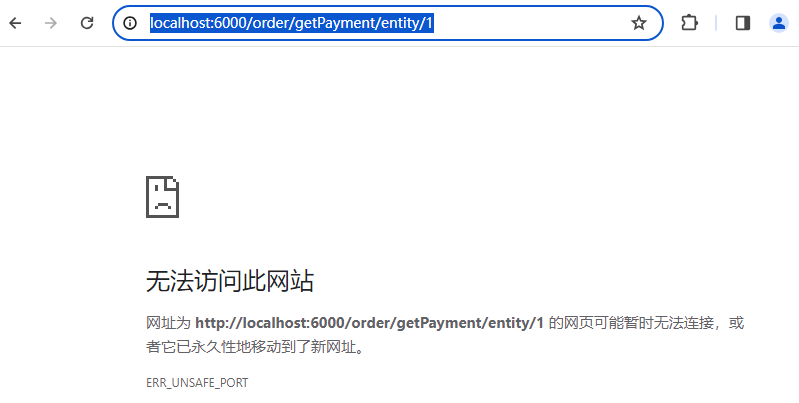 localhost:6000/order/getPayment/entity/1
无法访问此网站
网址为 http://localhost:6000/order/getPayment/entity/1 的网页可能暂时无法连接，或
者它已永久性地移动到了新网址。
ERR_UNSAFE_PORT